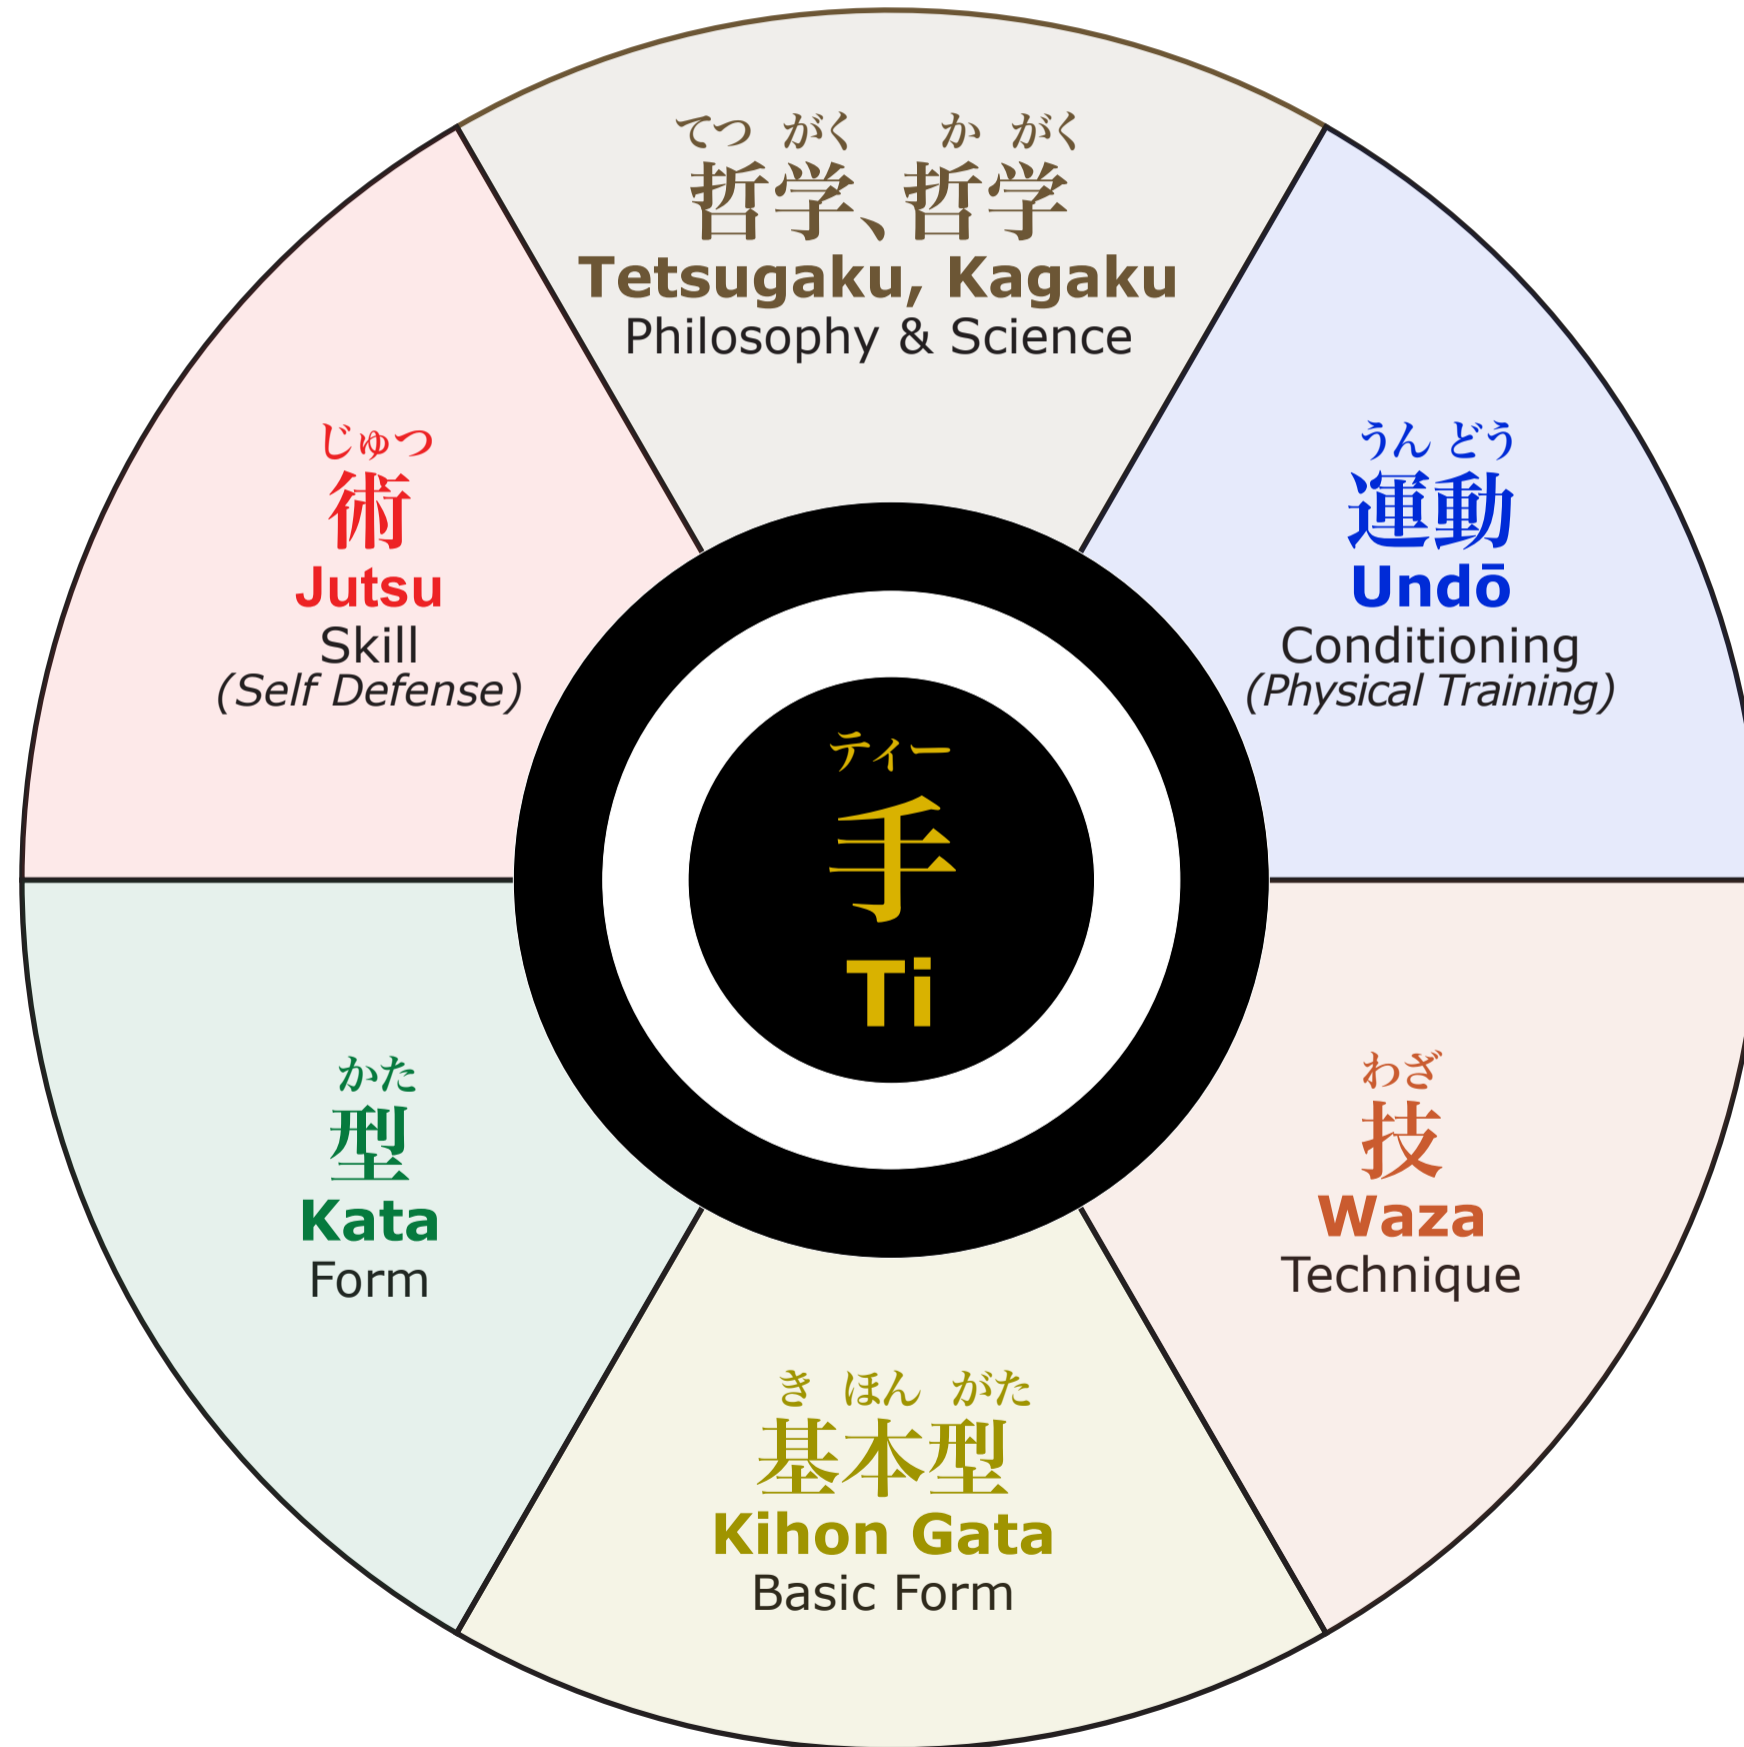 てつ がく か がく
哲学、哲学
Tetsugaku, Kagaku
Philosophy & Science
うん どう
運動
Undō
Conditioning
(Physical Training)
わざ
技
Waza
Technique
き ほん がた
基本型
Kihon Gata
Basic Form
かた
型
Kata
Form
じゅつ
術
Jutsu
Skill
(Self Defense)
ティー
手
Ti